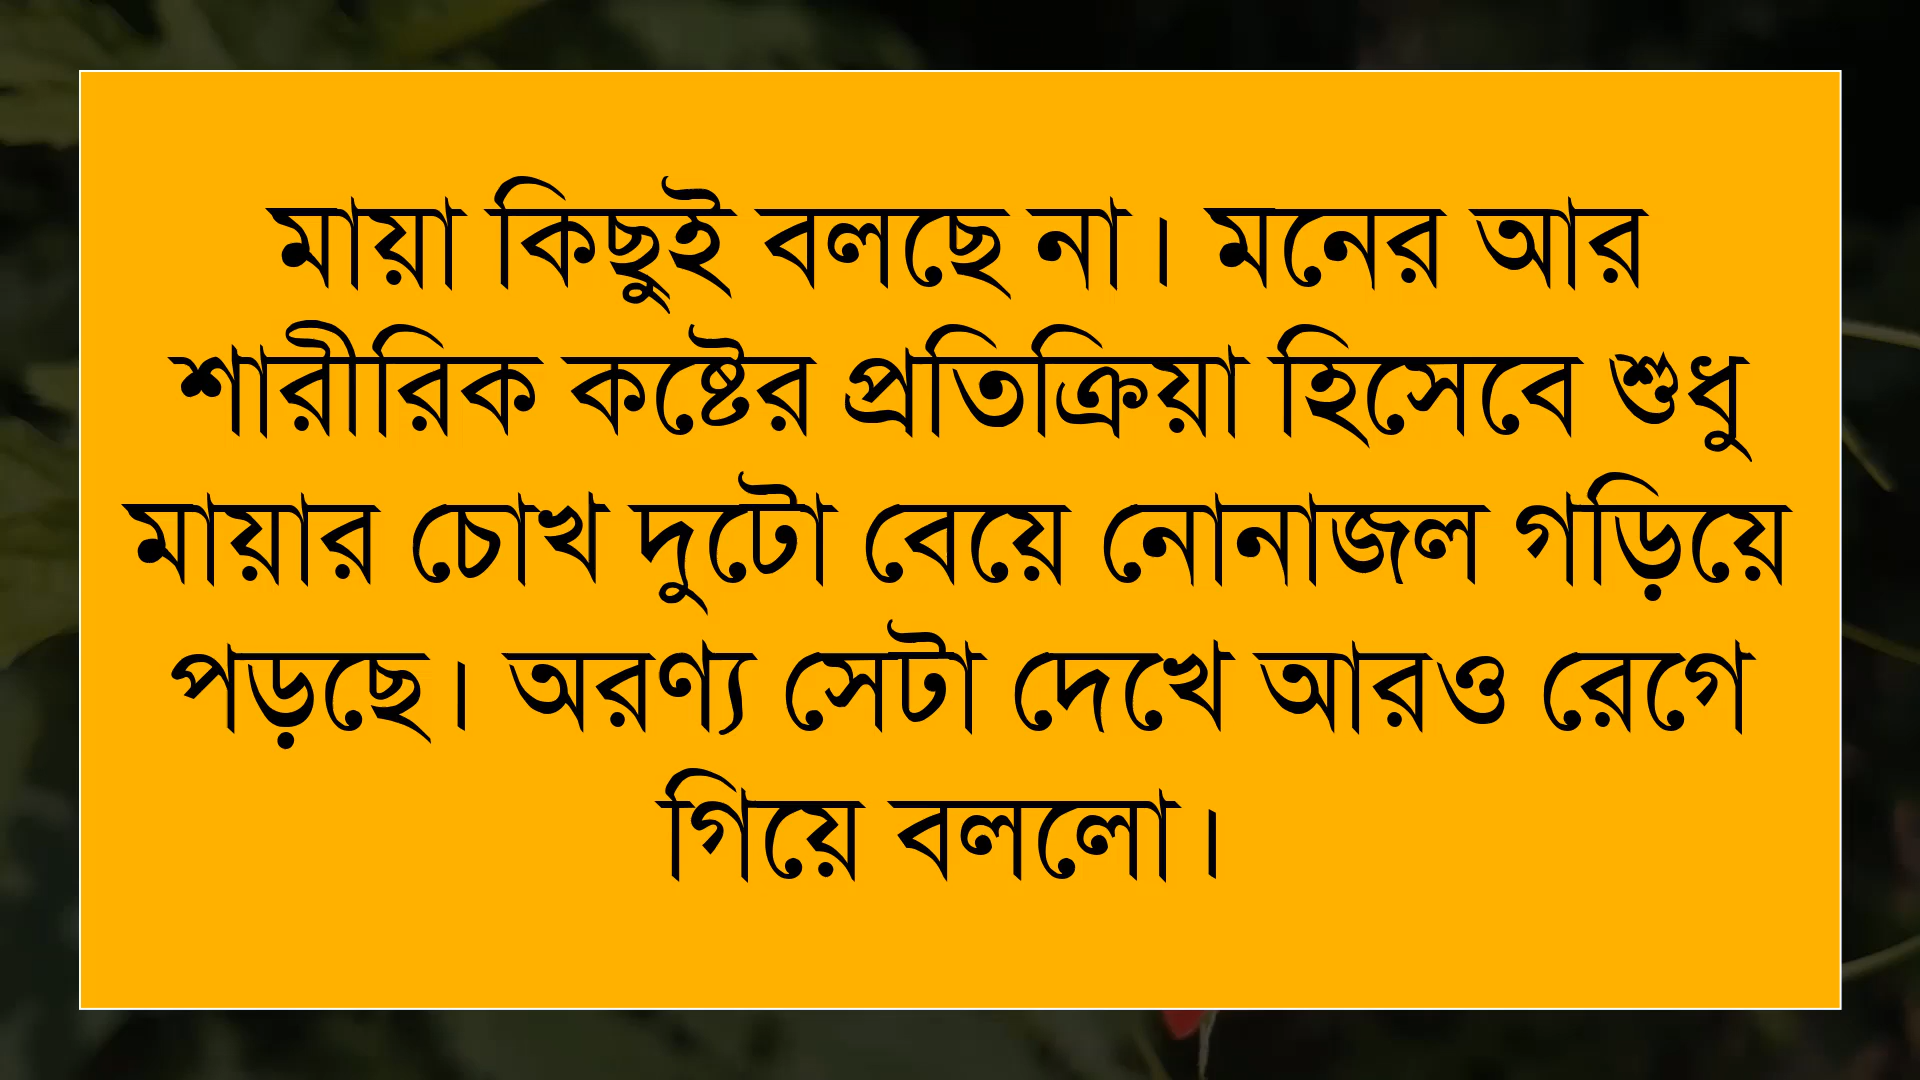 মায়া কিছুই বলছে না। মনের আর
শারীরিক কষ্টের প্রতিক্রিয়া হিসেবে শুধু
মায়ার চোখ দুটো বেয়ে নোনাজল গড়িয়ে
পড়ছে। অরণ্য সেটা দেখে আরও রেগে
গিয়ে বললো।